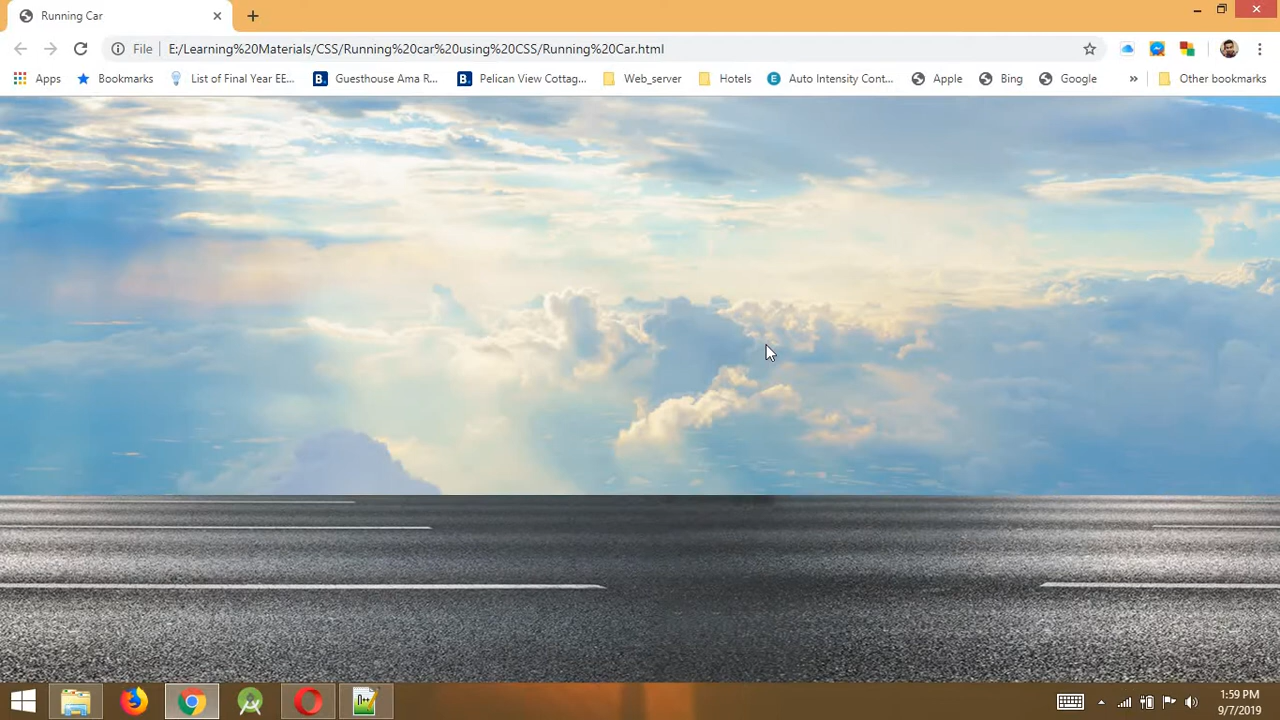 Running Car
File E:/Learning%20Materials/CSS/Running%20car%20using%20CSS/Running%20Car.html
Apps Bookmarks List of Final Year EE... B. Guesthouse Ama R... B. Pelican View Cottag... Web_server Hotels E Auto Intensity Cont... Apple Bing Google » Other bookmarks
1:59 PM
9/7/2019